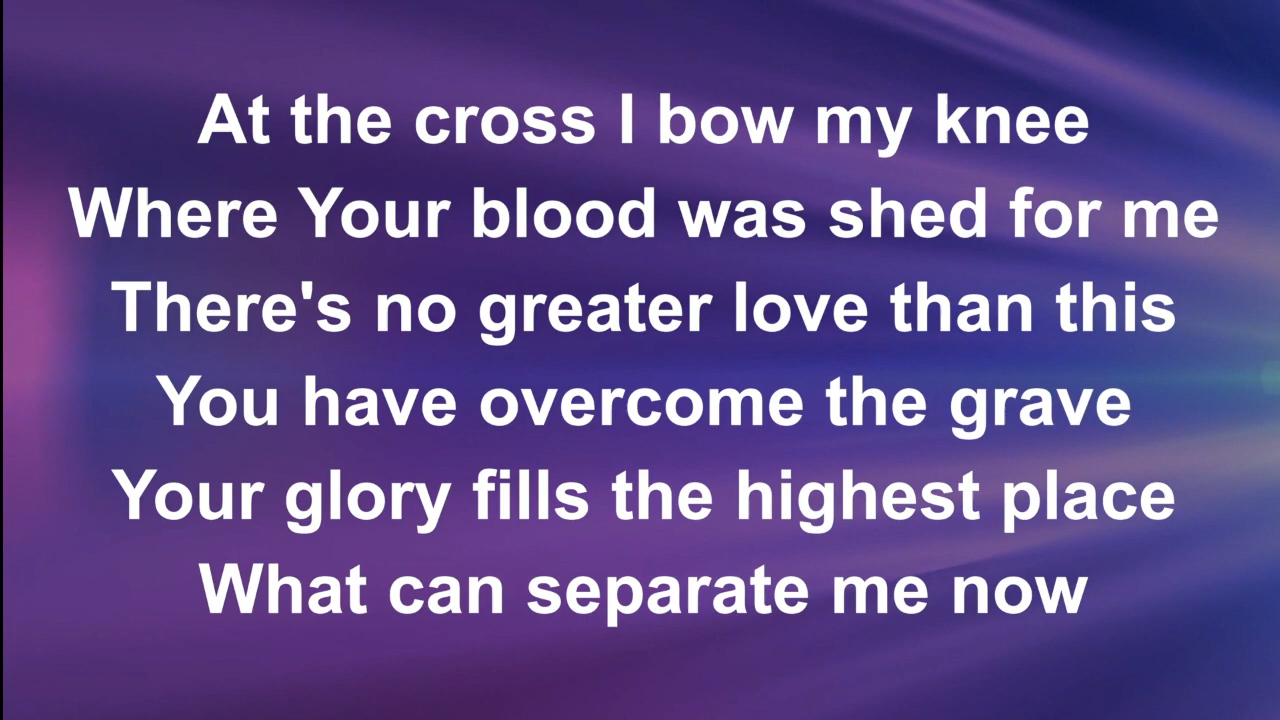 At the cross I bow my knee
Where Your blood was shed for me
There's no greater love than this
You have overcome the grave
Your glory fills the highest place
What can separate me now